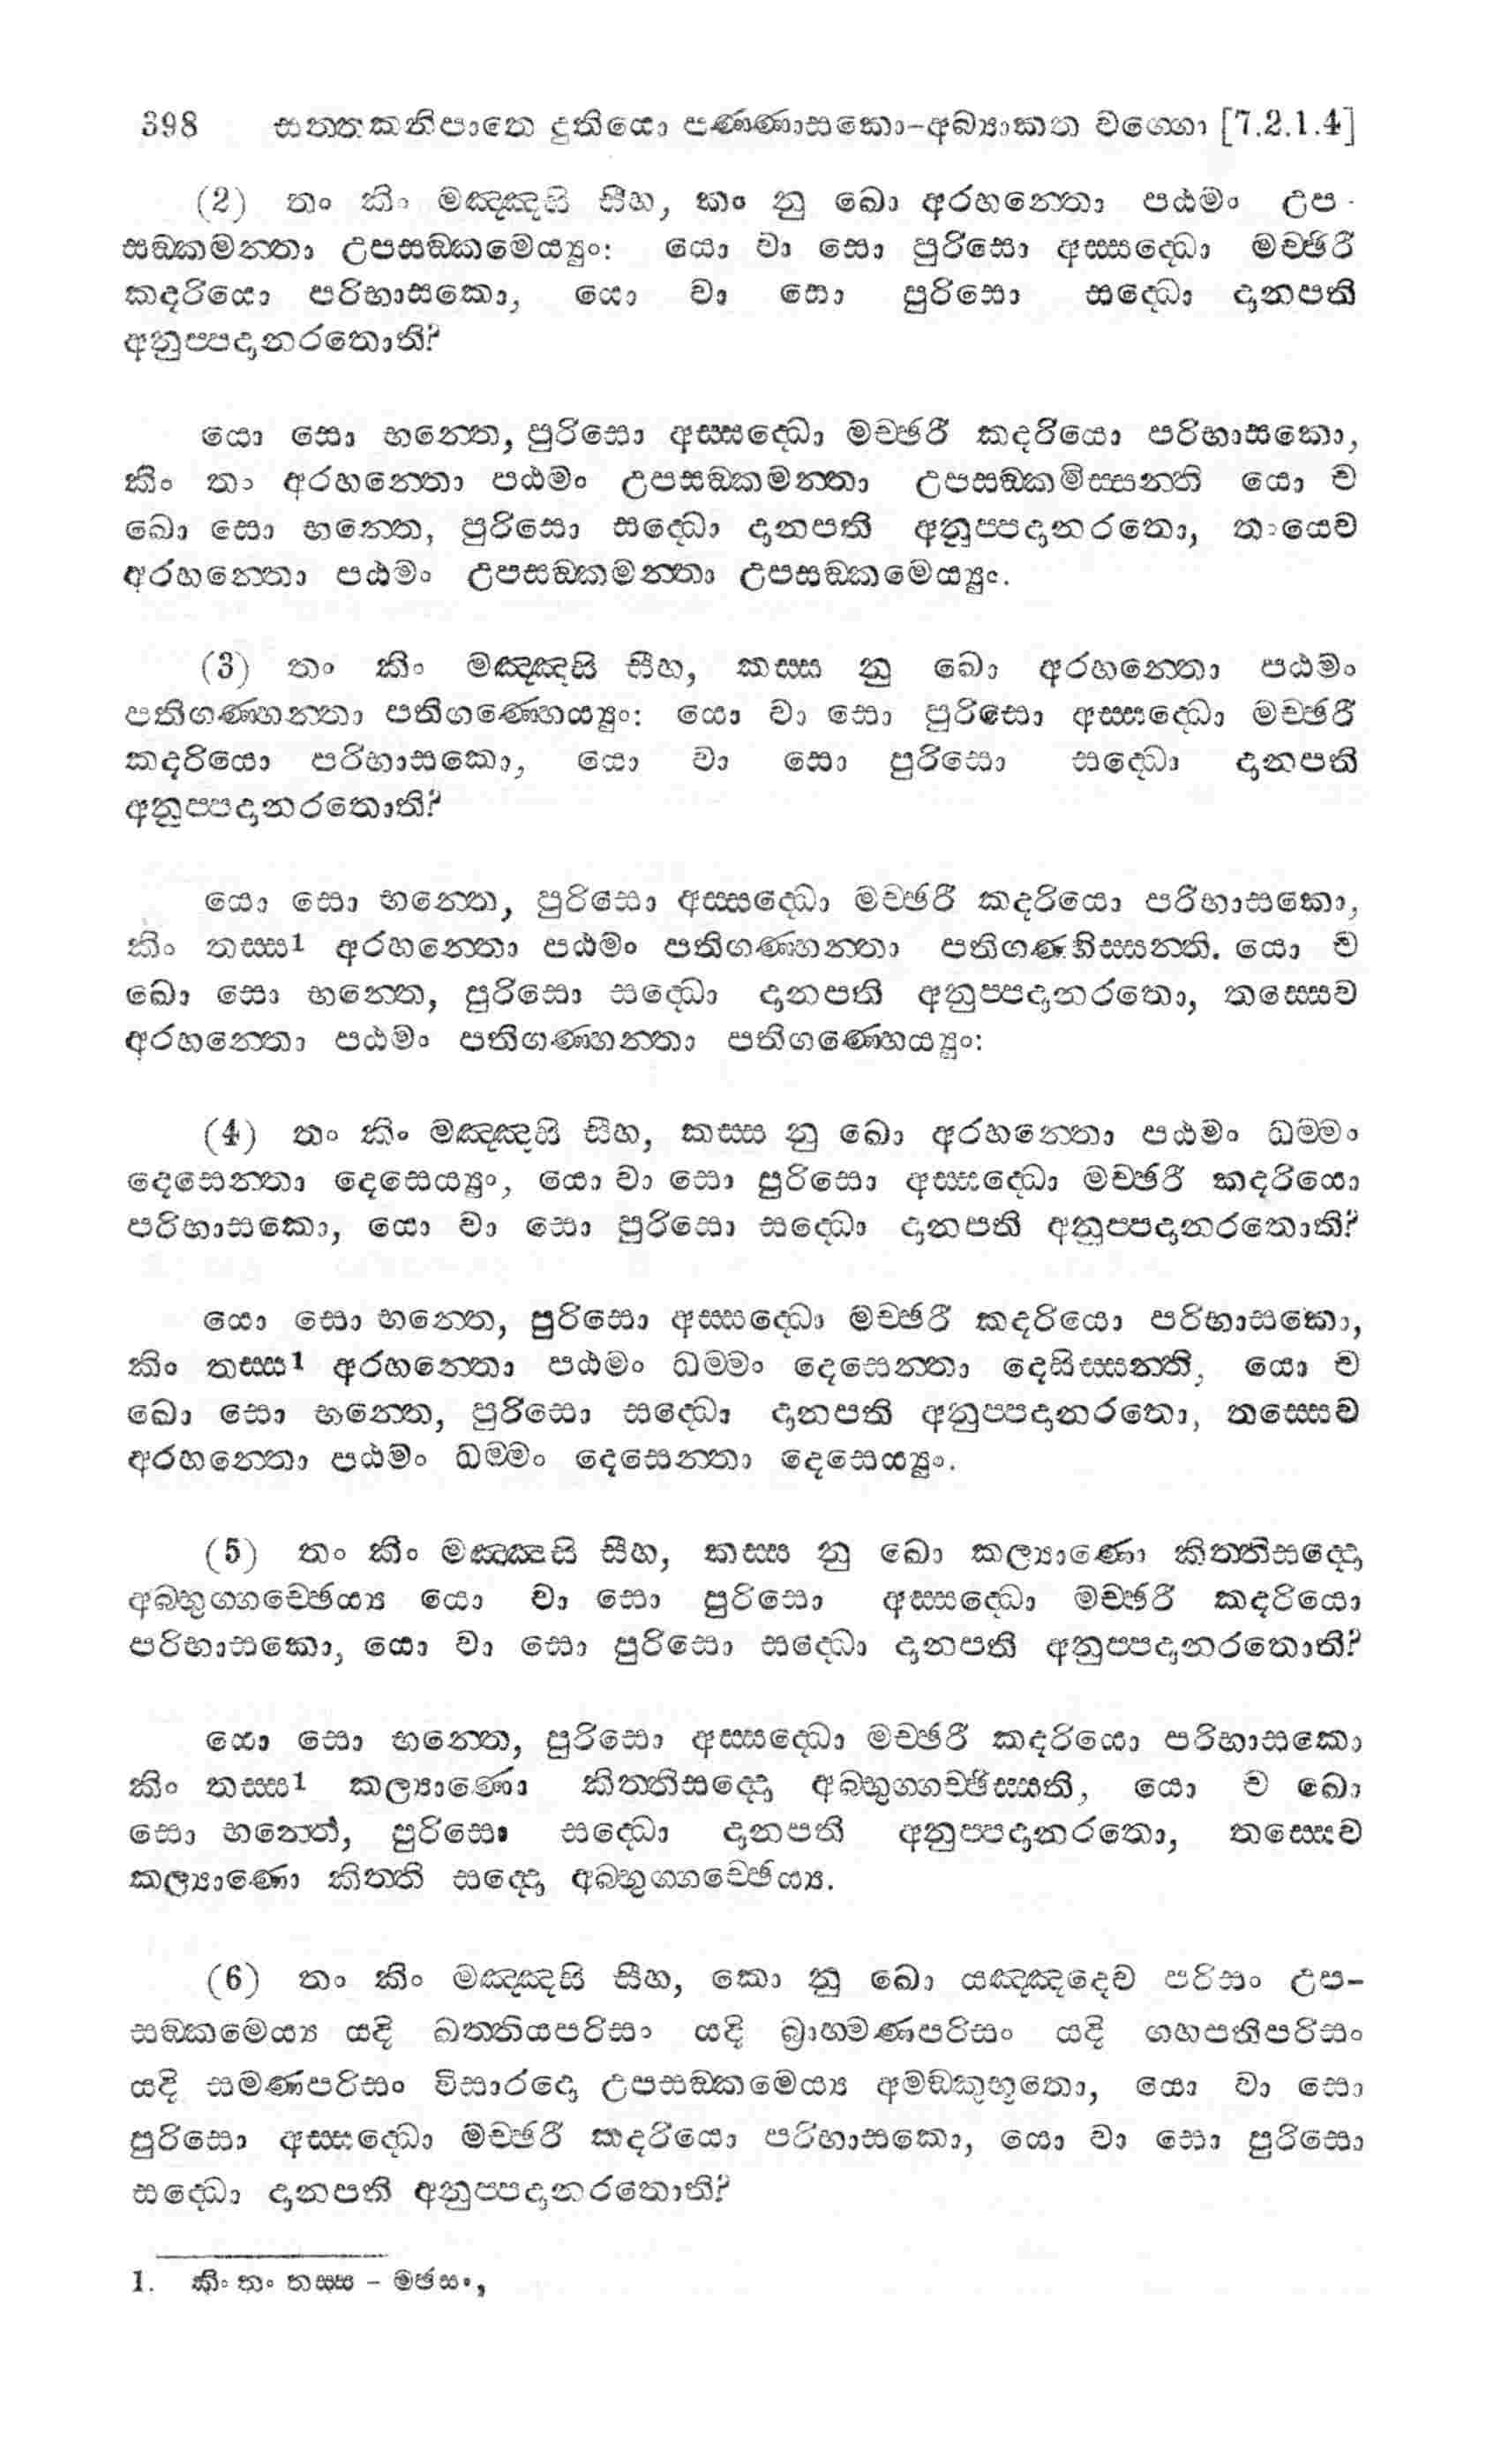 398 සත‍්තකනිපාතෙ දුතියො පණ‍්ණාසකො-අබ්‍යාකත වග‍්ගො [7.2.1.4]
(2) තං කිං මඤ‍්ඤසි සීහ, කං නු ඛො අරහන‍්තො පඨමං උප-
සඞ‍්කමන‍්තා උපසඞ‍්කමෙය්‍යුං: යො වා සො පුරිසො අස‍්සද‍්ධො මච‍්ඡරී
කදරියො පරිභාසකො, යො වා සො පුරිසො සද‍්ධො දානපති
අනුප‍්පදානරතොති?
යො සො භන‍්තෙ, පුරිසො අස‍්සද‍්ධො මච‍්ඡරී කදරියො පරිභාසකො,
කිං තං අරහන‍්තො පඨමං උපසඞ‍්කමන‍්තා උපසඞ‍්කමිස‍්සන‍්ති යො ච
ඛො සො භන‍්තෙ, පුරිසො සද‍්ධො දානපති අනුප‍්පදානරතො, තංයෙව
අරහන‍්තො පඨමං උපසඞ‍්කමන‍්තා උපසඞ‍්කමෙය්‍යුං.
(3) තං කිං මඤ‍්ඤසි සීහ, කස‍්ස නු ඛො අරහන‍්තො පඨමං
පතිගණ‍්හන‍්තා පතිගණ‍්හෙය්‍යුං: යො වා සො පුරිසො අස‍්සද‍්ධො මච‍්ඡරී
කදරියො පරිභාසකො, යො වා සො පුරිසො සද‍්ධො දානපති
අනුප‍්පදානරතොති?
යො සො භන‍්තෙ, පුරිසො අස‍්සද‍්ධො මච‍්ඡරී කදරියො පරිභාසකො,
කිං තස‍්ස1 අරහන‍්තො පඨමං පතිගණ‍්හන‍්තා පතිගණ‍්හිස‍්සන‍්ති. යො ච
ඛො සො භන‍්තෙ, පුරිසො සද‍්ධො දානපති අනුප‍්පදානරතො, තස‍්සෙව
අරහන‍්තො පඨමං පතිගණ‍්හන‍්තා පතිගණ‍්හෙය්‍යුං:
(4) තං කිං මඤ‍්ඤසි සීහ, කස‍්ස නු ඛො අරහන‍්තො පඨමං ධම‍්මං
දෙසෙන‍්තා දෙසෙය්‍යුං, යො වා සො පුරිසො අස‍්සද‍්ධො මච‍්ඡරී කදරියො
පරිභාසකො, යො වා සො පුරිසො සද‍්ධො දානපති අනුප‍්පදානරතොති?
යො සො භන‍්තෙ, පුරිසො අස‍්සද‍්ධො මච‍්ඡරී කදරියො පරිභාසකො,
කිං තස‍්ස1 අරහන‍්තො පඨමං ධම‍්මං දෙසෙන‍්තා දෙසිස‍්සන‍්ති, යො ච
ඛො සො භන‍්තෙ, පුරිසො සද‍්ධො දානපති අනුප‍්පදානරතො, තස‍්සෙව
අරහන‍්තො පඨමං ධම‍්මං දෙසෙන‍්තා දෙසෙය්‍යුං.
(5) තං කිං මඤ‍්ඤසි සීහ, කස‍්ස නු ඛො කල්‍යාණො කිත‍්තිසද‍්දො
අබ‍්භුග‍්ගච‍්ඡෙය්‍ය යො වා සො පුරිසො අස‍්සද‍්ධො මච‍්ඡරී කදරියො
පරිභාසකො, යො වා සො පුරිසො සද‍්ධො දානපති අනුප‍්පදානරතොති?
යො සො භන‍්තෙ, පුරිසො අස‍්සද‍්ධො මච‍්ඡරී කදරියො පරිභාසකො
කිං තස‍්ස1 කල්‍යාණො කිත‍්තිසද‍්දො අබ‍්භුග‍්ගච‍්ඡිස‍්සති, යො ච ඛො
සො භන‍්තෙ, පුරිසො සද‍්ධො දානපති අනුප‍්පදානරතො, තස‍්සෙව
කල්‍යාණො කිත‍්ති සද‍්දො අබ‍්භුග‍්ගච‍්ඡෙය්‍ය.
(6) තං කිං මඤ‍්ඤසි සීහ, කො නු ඛො යඤ‍්ඤදෙව පරිසං උප-
සඞ‍්කමෙය්‍ය යදි ඛත‍්තියපරිසං යදි බ්‍රාහ‍්මණපරිසං යදි ගහපතිපරිසං
යදි සමණපරිසං විසාරදො උපසඞ‍්කමෙය්‍ය අමඞ‍්කුභූතො, යො වා සො
පුරිසො අස‍්සද‍්ධො මච‍්ඡරී කදරියො පරිභාසකො, යො වා සො පුරිසො
සද‍්ධො දානපති අනුප‍්පදානරතොති?
1. කිං තං තස‍්ස - මඡසං,